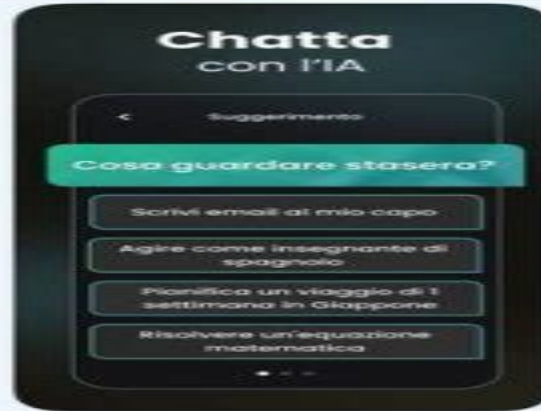 Chatta
con l'IA
Suggerimento
Cosa guardare stasera?
Scrivi email al mio capo
Agire come insegnante di
spagnolo
Pianifica un viaggio di 1
settimana in Giappone
Risolvere un'equazione
matematica